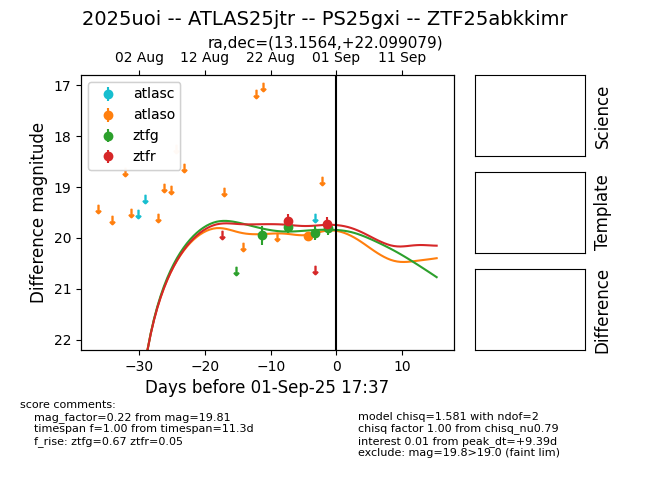 2025uoi -- ATLAS25jtr -- PS25gxi -- ZTF25abkkimr
ra,dec=(13.1564,+22.099079)
02 Aug 12 Aug 22 Aug 01 Sep 11 Sep
17
18
19
20
21
22
Difference magnitude
atlasc
atlaso
ztfg
ztfr
−30 −20 −10 0 10
Days before 01-Sep-25 17:37
Science
Template
Difference
score comments:
mag_factor=0.22 from mag=19.81
timespan f=1.00 from timespan=11.3d
f_rise: ztfg=0.67 ztfr=0.05
model chisq=1.581 with ndof=2
chisq factor 1.00 from chisq_nu0.79
interest 0.01 from peak_dt=+9.39d
exclude: mag=19.8>19.0 (faint lim)